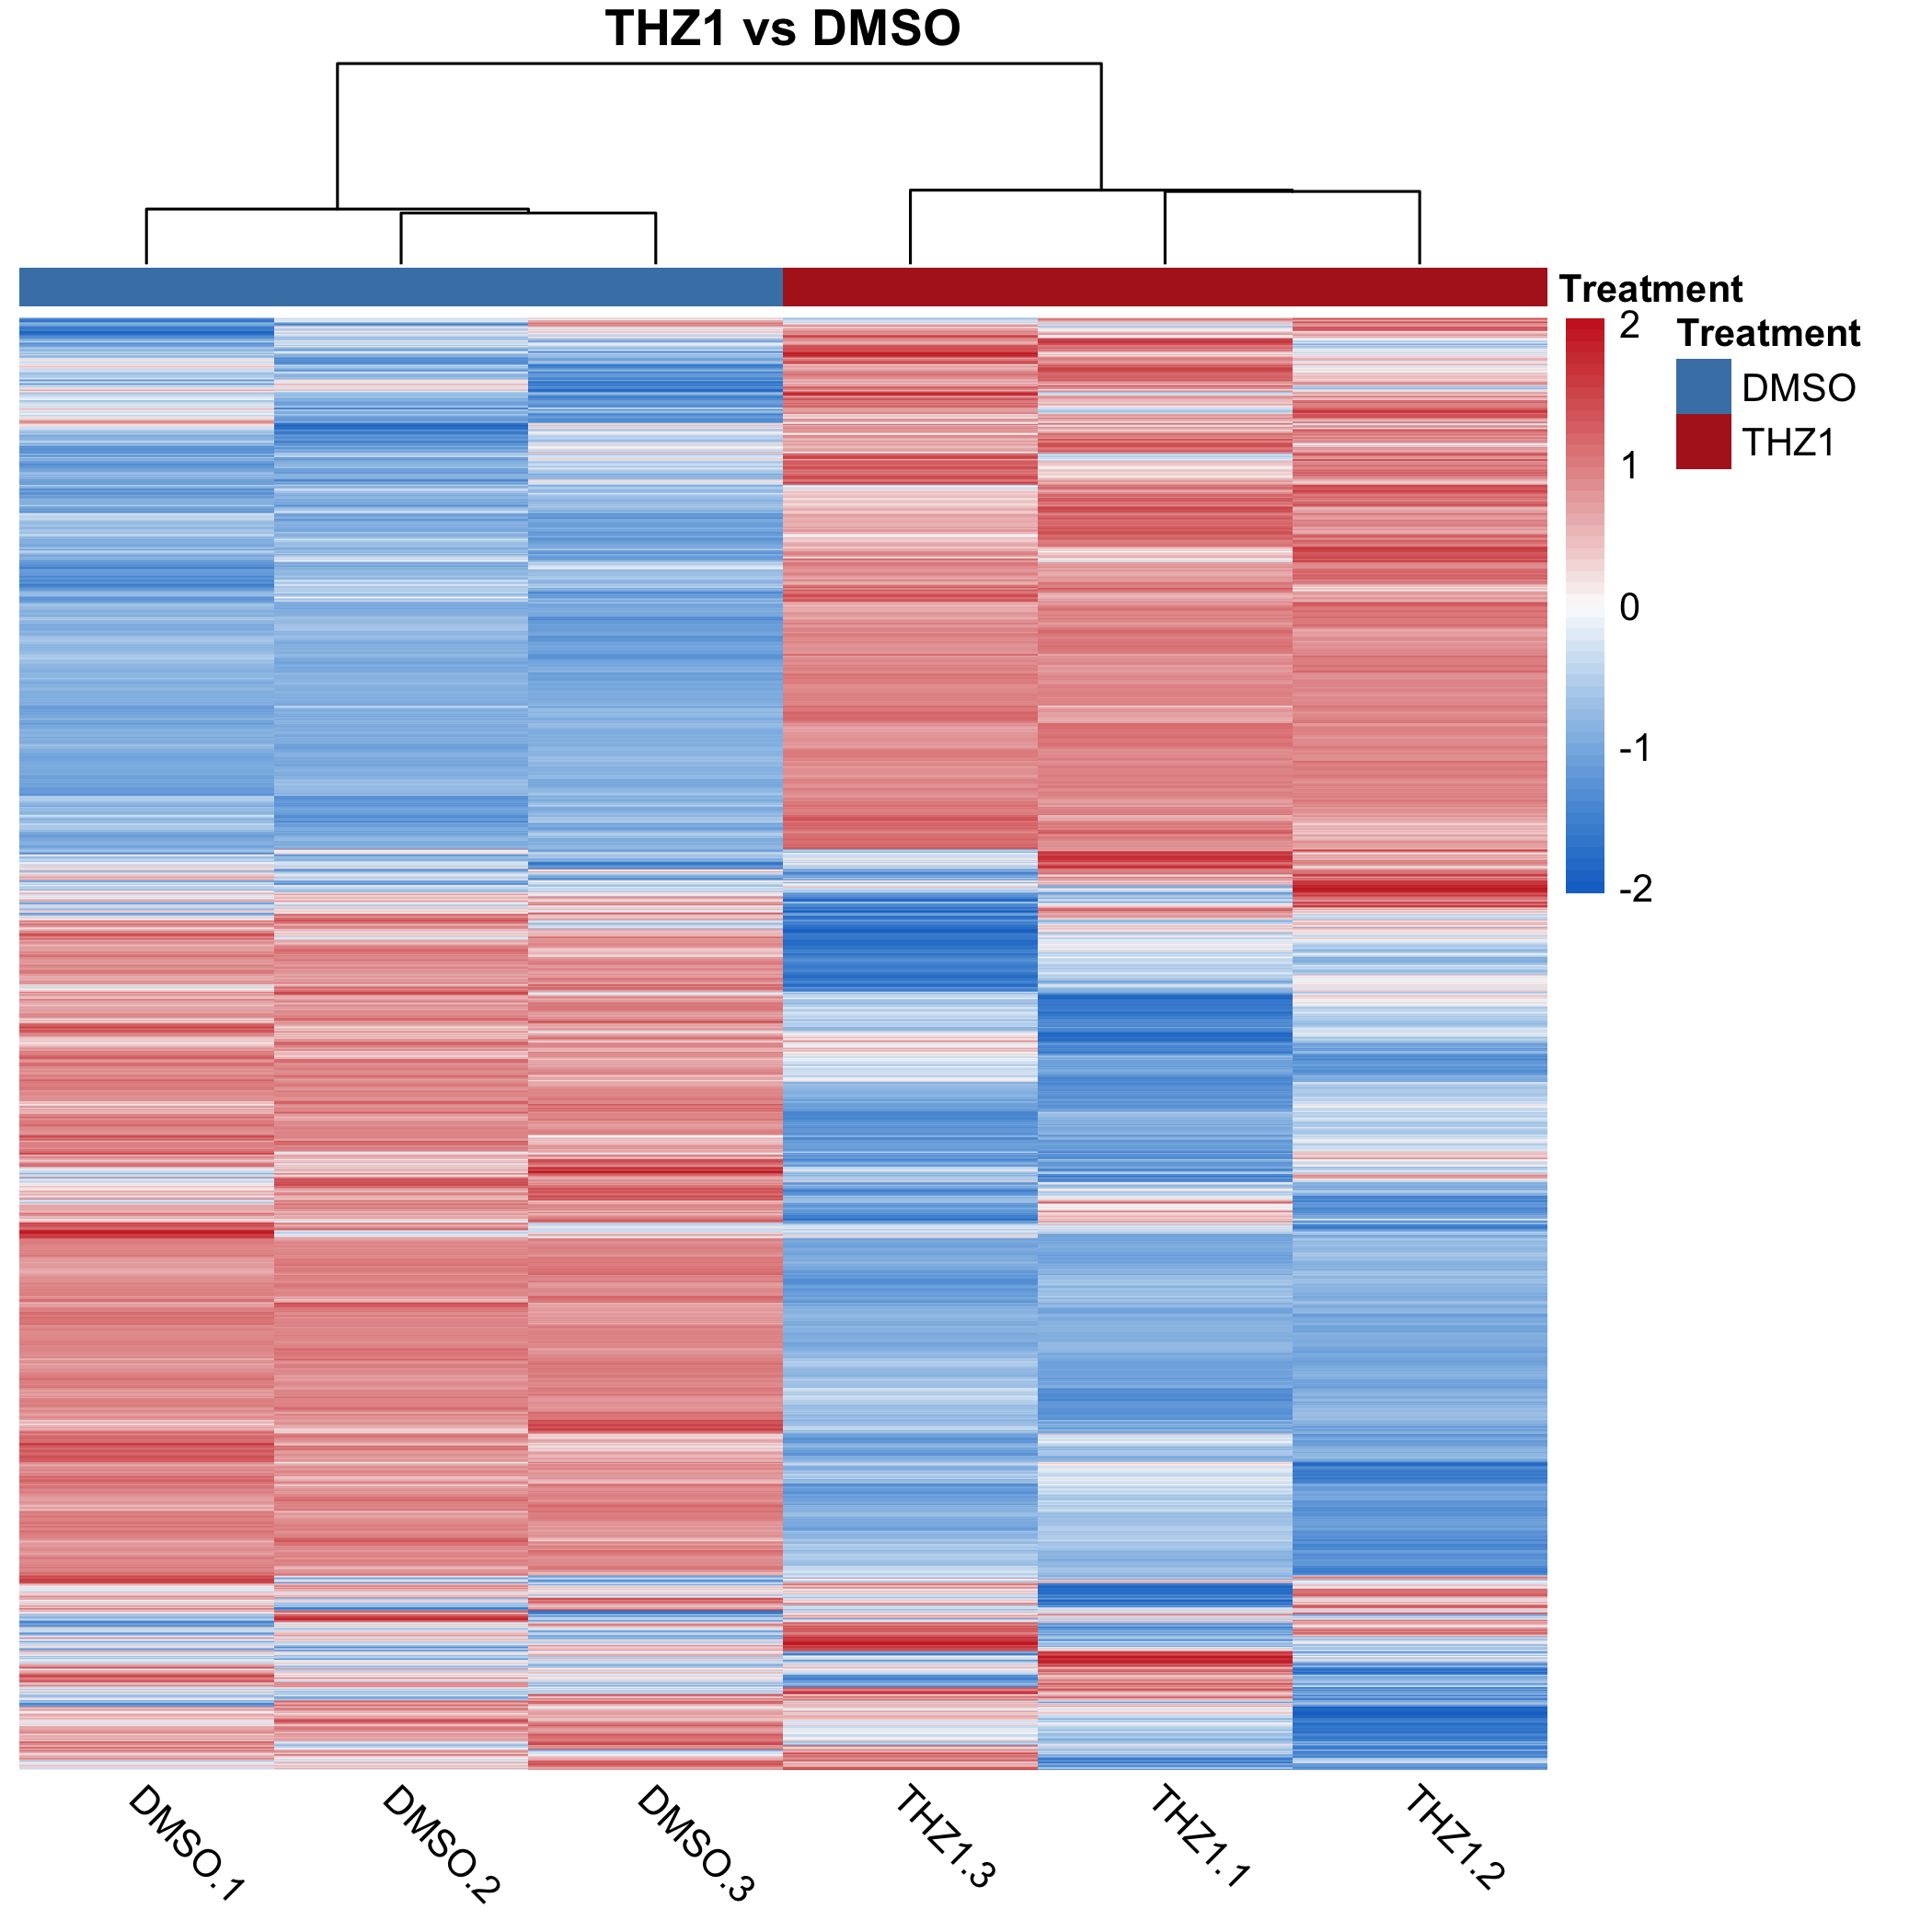 THZ1 vs DMSO
Treatment
2
1
0
-1
-2
Treatment
DMSO
THZ1
DMSO.1
DMSO.2
DMSO.3
THZ1.3
THZ1.1
THZ1.2